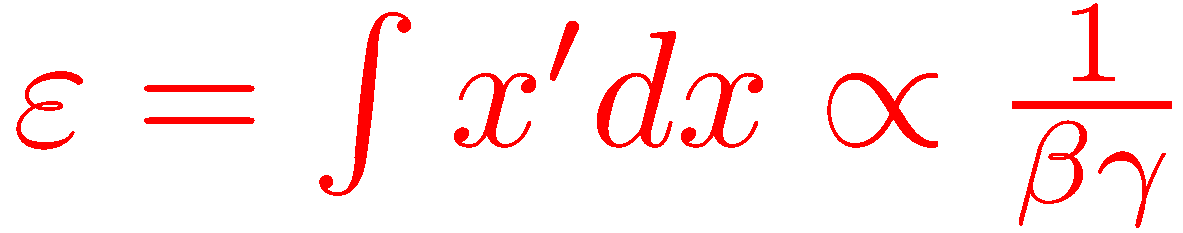 ε = ∫ x′dx ∝ 1/βγ